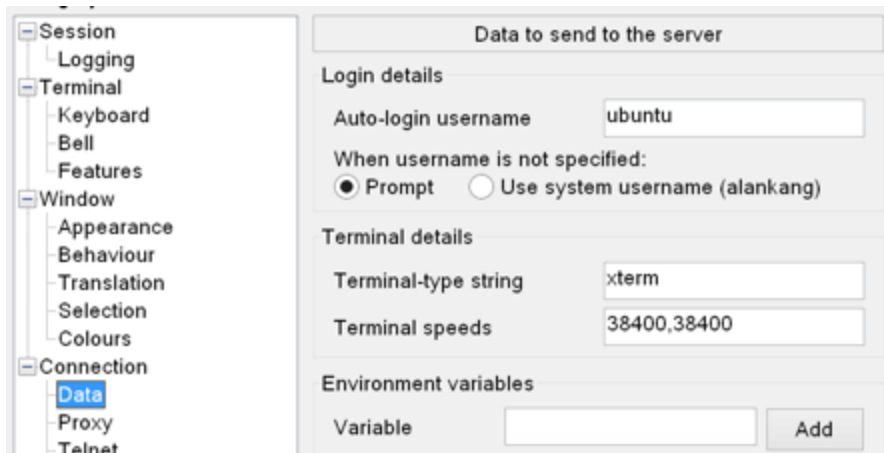 Session
Logging
Terminal
Keyboard
Bell
Features
Window
Appearance
Behaviour
Translation
Selection
Colours
Connection
Data
Proxy
Telnet
Data to send to the server
Login details
Auto-login username
ubuntu
When username is not specified:
Prompt
Use system username (alankang)
Terminal details
Terminal-type string
xterm
Terminal speeds
38400,38400
Environment variables
Variable
Add